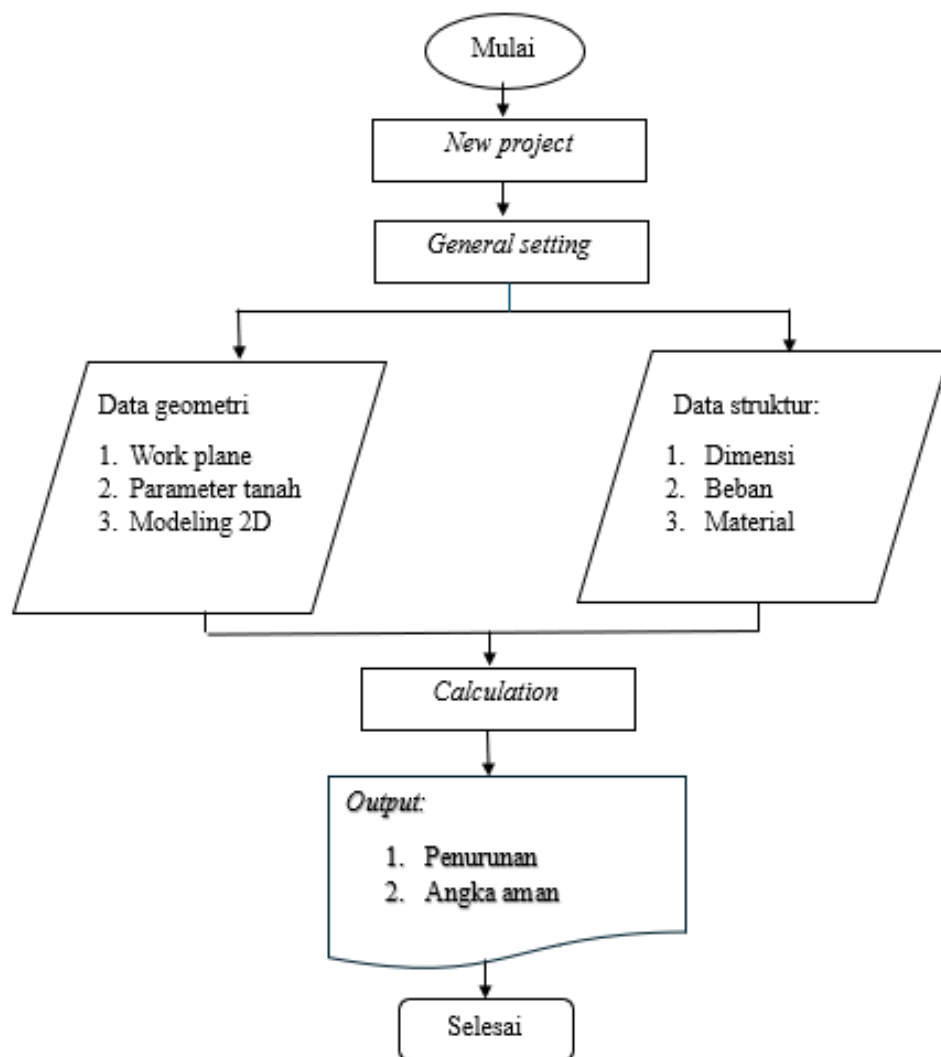 Mulai
New project
General setting
Data geometri
1. Work plane
2. Parameter tanah
3. Modeling 2D
Data struktur:
1. Dimensi
2. Beban
3. Material
Calculation
Output:
1. Penurunan
2. Angka aman
Selesai